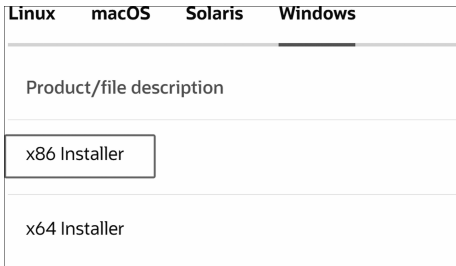 Linux macOS Solaris Windows
Product/file description
x86 Installer
x64 Installer